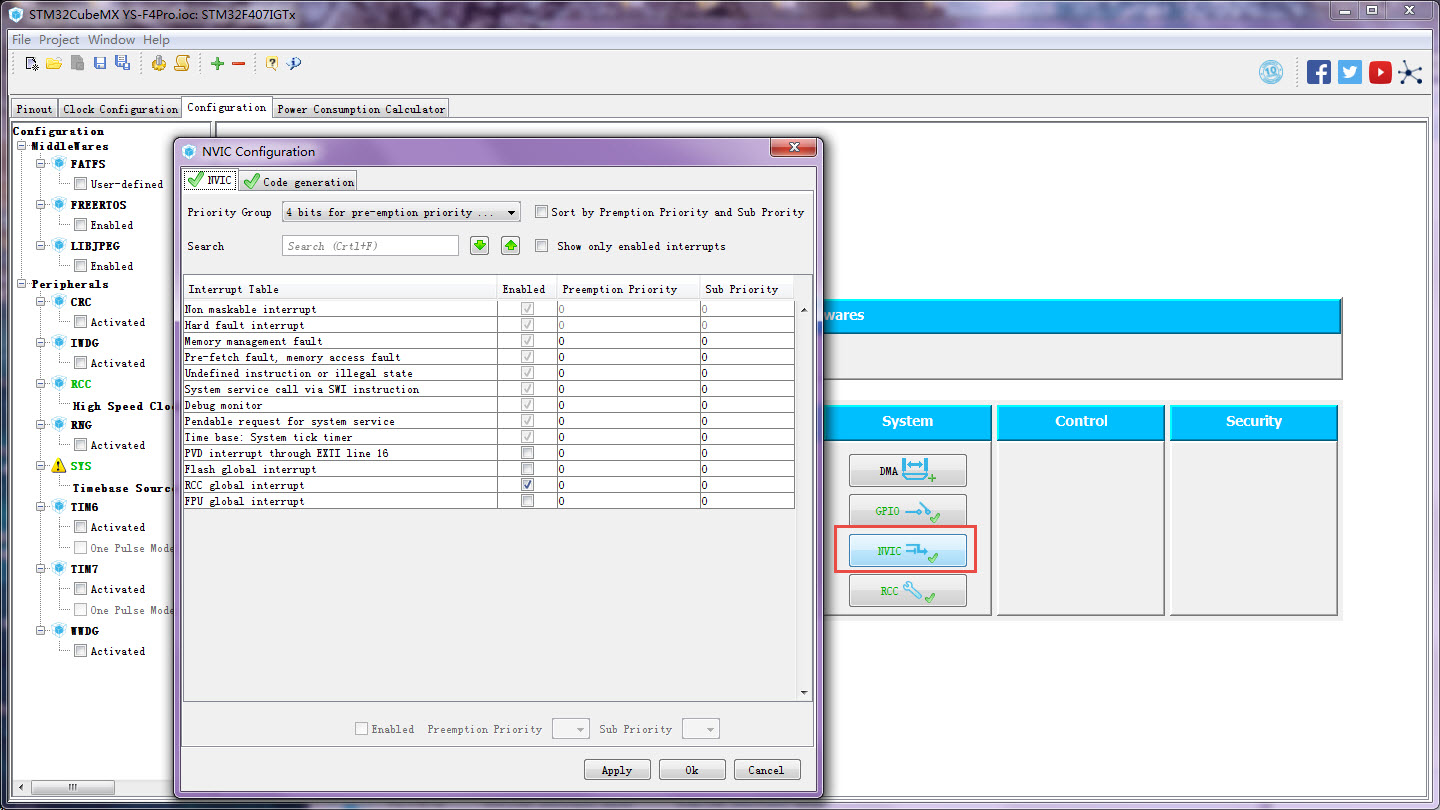 STM32CubeMX YS-F4Pro.ioc: STM32F407IGTx
File Project Window Help
Pinout Clock Configuration Configuration Power Consumption Calculator
Configuration
MiddleWares
FATFS
User-defined
FREERTOS
Enabled
LIBJPEG
Enabled
Peripherals
CRC
Activated
IWDG
Activated
RCC
High Speed Clo
RNG
Activated
SYS
Timebase Sourc
TIM6
Activated
One Pulse Mode
TIM7
Activated
One Pulse Mode
WWDG
Activated
NVIC Configuration
NVIC Code generation
Priority Group 4 bits for pre-emption priority ... Sort by Premption Priority and Sub Prority
Search Search (Crtl+F) Show only enabled interrupts
Interrupt Table Enabled Preemption Priority Sub Priority
Non maskable interrupt 0 0
Hard fault interrupt 0 0
Memory management fault 0 0
Pre-fetch fault, memory access fault 0 0
Undefined instruction or illegal state 0 0
System service call via SWI instruction 0 0
Debug monitor 0 0
Pendable request for system service 0 0
Time base: System tick timer 0 0
PVD interrupt through EXTI line 16 0 0
Flash global interrupt 0 0
RCC global interrupt 0 0
FPU global interrupt 0 0
Enabled Preemption Priority Sub Priority
Apply Ok Cancel
wares
System Control Security
DMA
GPIO
NVIC
RCC